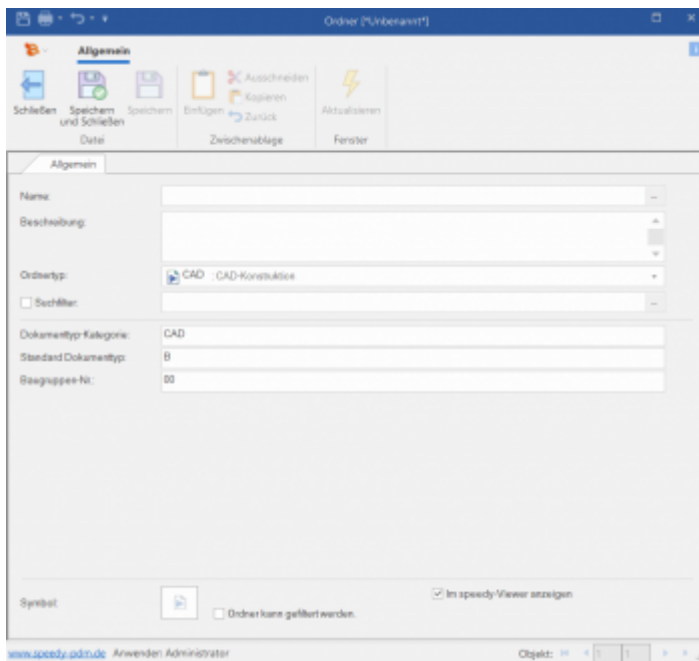 Ordner [*Unbenannt*]
Allgemein
Schließen
Speichern und Schließen
Speichern
Einfügen
Ausschneiden
Kopieren
Zurück
Aktualisieren
Datei
Zwischenablage
Fenster
Allgemein
Name:
Beschreibung:
Ordnertyp: CAD : CAD-Konstruktion
Suchfilter:
Dokumenttyp-Kategorie: CAD
Standard Dokumenttyp: B
Baugruppen-Nr.: 00
Im speedy-Viewer anzeigen
Symbol:
Ordner kann gefiltert werden.
www.speedy-pdm.de Anwender: Administrator Objekt: 1 1